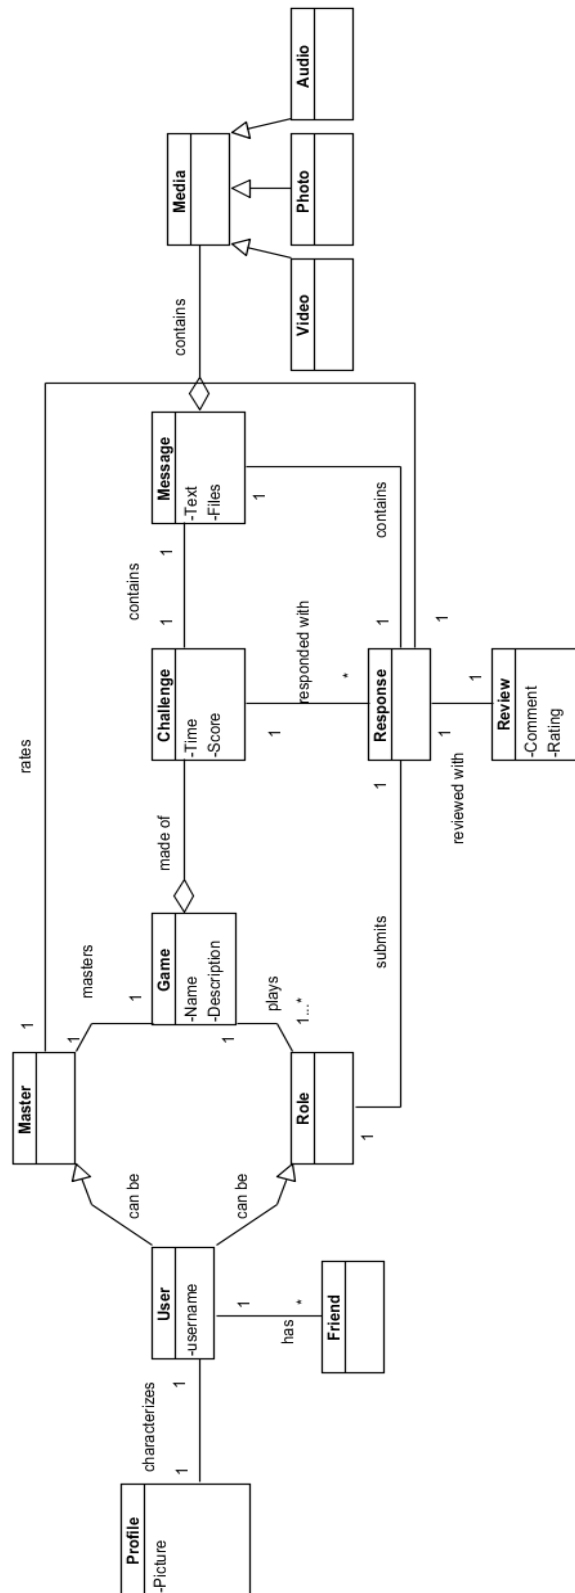 Profile
-Picture
characterizes
1
1
User
-username
1
has
*
Friend
can be
can be
Master
1
1
rates
masters
1
Game
-Name
-Description
1
plays
1...*
Role
1
submits
made of
Challenge
-Time
-Score
1
contains
1
1
responded with
*
Message
-Text
-Files
1
contains
1
Response
1
1
1
reviewed with
1
Review
-Comment
-Rating
contains
Media
Video
Photo
Audio